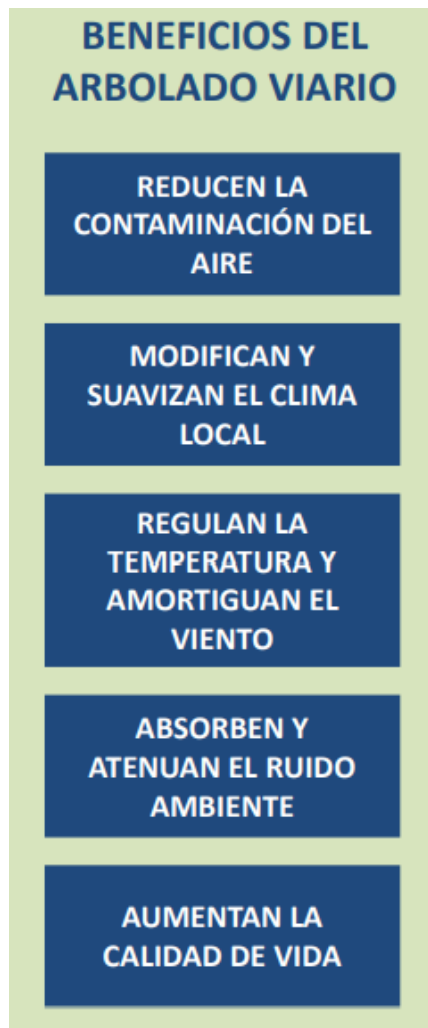 BENEFICIOS DEL
ARBOLADO VIARIO
REDUCEN LA
CONTAMINACIÓN DEL
AIRE
MODIFICAN Y
SUAVIZAN EL CLIMA
LOCAL
REGULAN LA
TEMPERATURA Y
AMORTIGUAN EL
VIENTO
ABSORBEN Y
ATENUAN EL RUIDO
AMBIENTE
AUMENTAN LA
CALIDAD DE VIDA